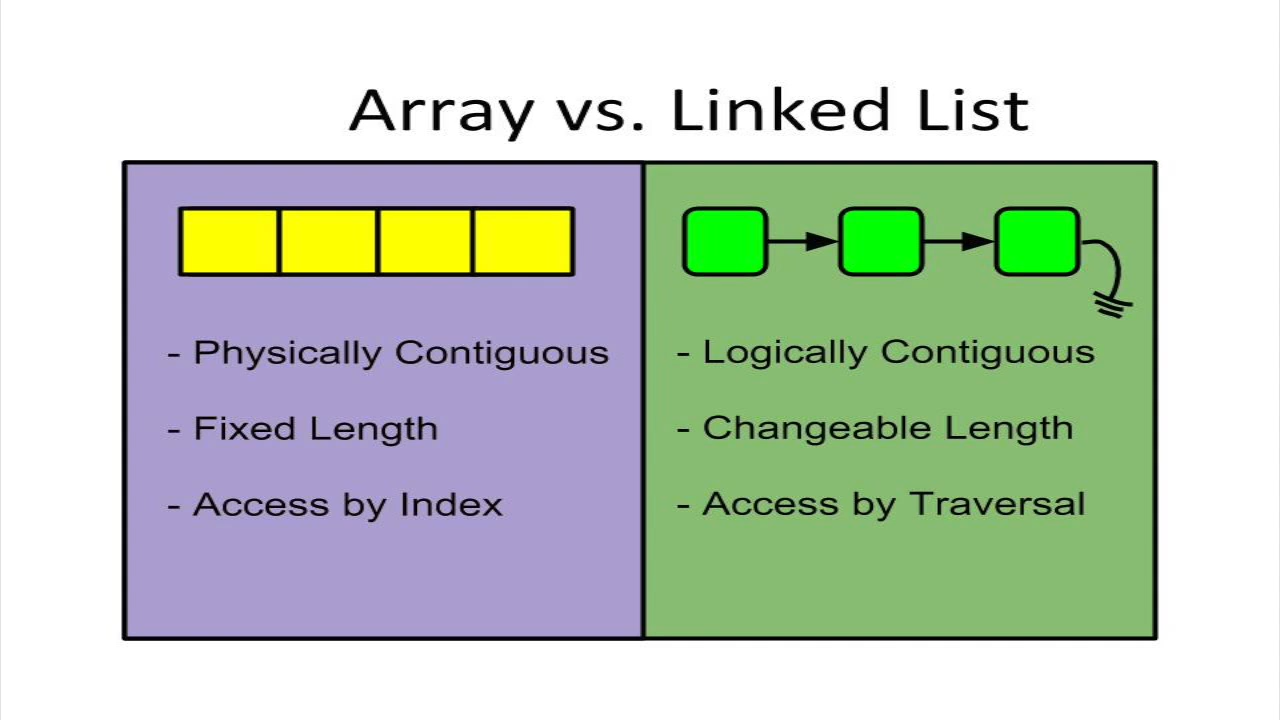 Array vs. Linked List
- Physically Contiguous
- Fixed Length
- Access by Index
- Logically Contiguous
- Changeable Length
- Access by Traversal